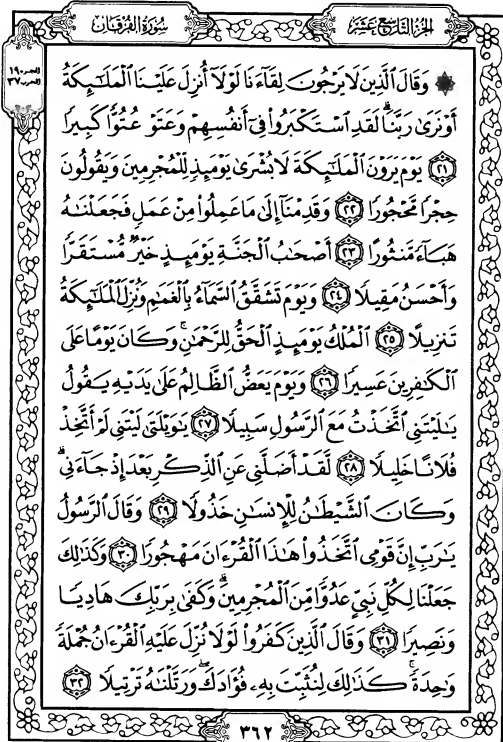 الجزء التاسع عشر
سورة الفرقان
الجزء ١٩
الحزب ٣٧
۞ وَقَالَ ٱلَّذِينَ لَا يَرْجُونَ لِقَآءَنَا لَوْلَآ أُنزِلَ عَلَيْنَا ٱلْمَلَٰٓئِكَةُ
أَوْ نَرَىٰ رَبَّنَا ۗ لَقَدِ ٱسْتَكْبَرُوا۟ فِىٓ أَنفُسِهِمْ وَعَتَوْ عُتُوًّا كَبِيرًا
﴿٢١﴾ يَوْمَ يَرَوْنَ ٱلْمَلَٰٓئِكَةَ لَا بُشْرَىٰ يَوْمَئِذٍ لِّلْمُجْرِمِينَ وَيَقُولُونَ
حِجْرًا مَّحْجُورًا ﴿٢٢﴾ وَقَدِمْنَآ إِلَىٰ مَا عَمِلُوا۟ مِنْ عَمَلٍ فَجَعَلْنَٰهُ
هَبَآءً مَّنثُورًا ﴿٢٣﴾ أَصْحَٰبُ ٱلْجَنَّةِ يَوْمَئِذٍ خَيْرٌ مُّسْتَقَرًّا
وَأَحْسَنُ مَقِيلًا ﴿٢٤﴾ وَيَوْمَ تَشَقَّقُ ٱلسَّمَآءُ بِٱلْغَمَٰمِ وَنُزِّلَ ٱلْمَلَٰٓئِكَةُ
تَنزِيلًا ﴿٢٥﴾ ٱلْمُلْكُ يَوْمَئِذٍ ٱلْحَقُّ لِلرَّحْمَٰنِ ۚ وَكَانَ يَوْمًا عَلَى
ٱلْكَٰفِرِينَ عَسِيرًا ﴿٢٦﴾ وَيَوْمَ يَعَضُّ ٱلظَّالِمُ عَلَىٰ يَدَيْهِ يَقُولُ
يَٰلَيْتَنِى ٱتَّخَذْتُ مَعَ ٱلرَّسُولِ سَبِيلًا ﴿٢٧﴾ يَٰوَيْلَتَىٰ لَيْتَنِى لَمْ أَتَّخِذْ
فُلَانًا خَلِيلًا ﴿٢٨﴾ لَّقَدْ أَضَلَّنِى عَنِ ٱلذِّكْرِ بَعْدَ إِذْ جَآءَنِى ۗ
وَكَانَ ٱلشَّيْطَٰنُ لِلْإِنسَٰنِ خَذُولًا ﴿٢٩﴾ وَقَالَ ٱلرَّسُولُ
يَٰرَبِّ إِنَّ قَوْمِى ٱتَّخَذُوا۟ هَٰذَا ٱلْقُرْءَانَ مَهْجُورًا ﴿٣٠﴾ وَكَذَٰلِكَ
جَعَلْنَا لِكُلِّ نَبِىٍّ عَدُوًّا مِّنَ ٱلْمُجْرِمِينَ ۗ وَكَفَىٰ بِرَبِّكَ هَادِيًا
وَنَصِيرًا ﴿٣١﴾ وَقَالَ ٱلَّذِينَ كَفَرُوا۟ لَوْلَا نُزِّلَ عَلَيْهِ ٱلْقُرْءَانُ جُمْلَةً
وَٰحِدَةً ۚ كَذَٰلِكَ لِنُثَبِّتَ بِهِۦ فُؤَادَكَ ۖ وَرَتَّلْنَٰهُ تَرْتِيلًا ﴿٣٢﴾
٣٦٢